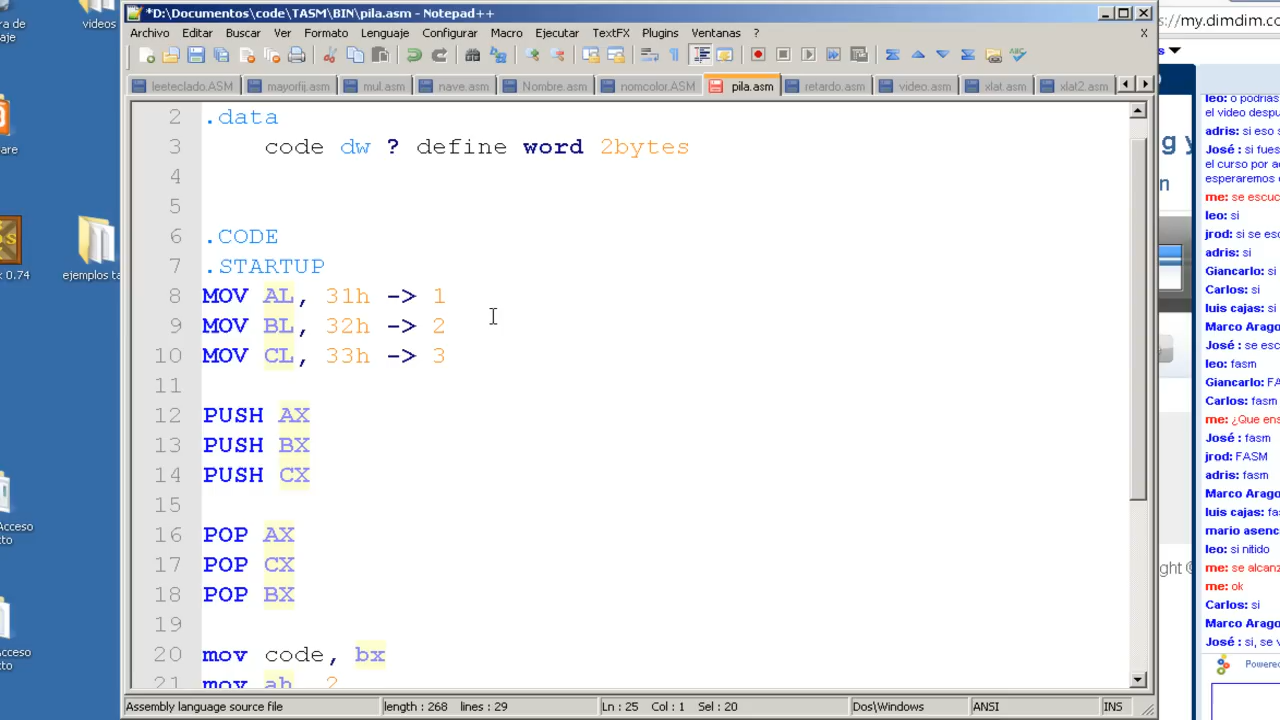 *D:\Documentos\code\TASM\BIN\pila.asm - Notepad++
Archivo Editar Buscar Ver Formato Lenguaje Configurar Macro Ejecutar TextFX Plugins Ventanas ? X
leeteclado.ASM mayorfij.asm mul.asm nave.asm Nombre.asm nomcolor.ASM pila.asm retardo.asm video.asm xlat.asm xlat2.asm
2 .data
3 code dw ? define word 2bytes
4
5
6 .CODE
7 .STARTUP
8 MOV AL, 31h -> 1
9 MOV BL, 32h -> 2
10 MOV CL, 33h -> 3
11
12 PUSH AX
13 PUSH BX
14 PUSH CX
15
16 POP AX
17 POP CX
18 POP BX
19
20 mov code, bx
21 mov ah, 2
Assembly language source file length : 268 lines : 29 Ln : 25 Col : 1 Sel : 20 Dos\Windows ANSI INS
videos
0.74
ejemplos ta
Acceso
cto
Acceso
cto
://my.dimdim.co
leo: o podrias
el video despu
adris: si eso s
José : si fues
el curso por a
esperaremos
me: se escuc
leo: si
jrod: si se esc
adris: si
Giancarlo: si
Carlos: si
luis cajas: si
Marco Arago
José : se esc
leo: fasm
Giancarlo: FA
Carlos: fasm
me: ¿Que ens
José : fasm
jrod: FASM
adris: fasm
Marco Arago
luis cajas: fas
mario asenc
leo: si nitido
me: se alcanz
me: ok
Carlos: si
Marco Arago
José : si, se v
Powere